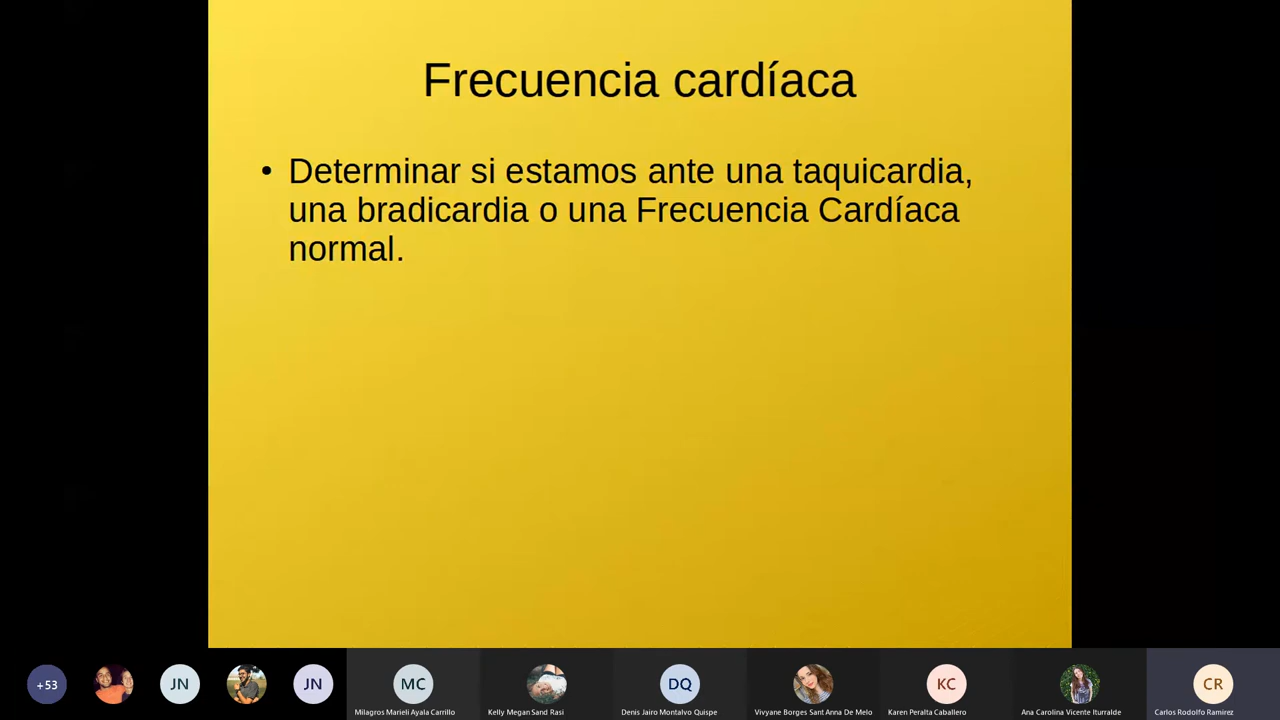 Frecuencia cardíaca
• Determinar si estamos ante una taquicardia,
una bradicardia o una Frecuencia Cardíaca
normal.
+53
JN
JN
MC
DQ
KC
CR
Milagros Marieli Ayala Carrillo
Kelly Megan Sand Rasi
Denis Jairo Montalvo Quispe
Vivyane Borges Sant Anna De Melo
Karen Peralta Caballero
Ana Carolina Vicente Iturralde
Carlos Rodolfo Ramirez